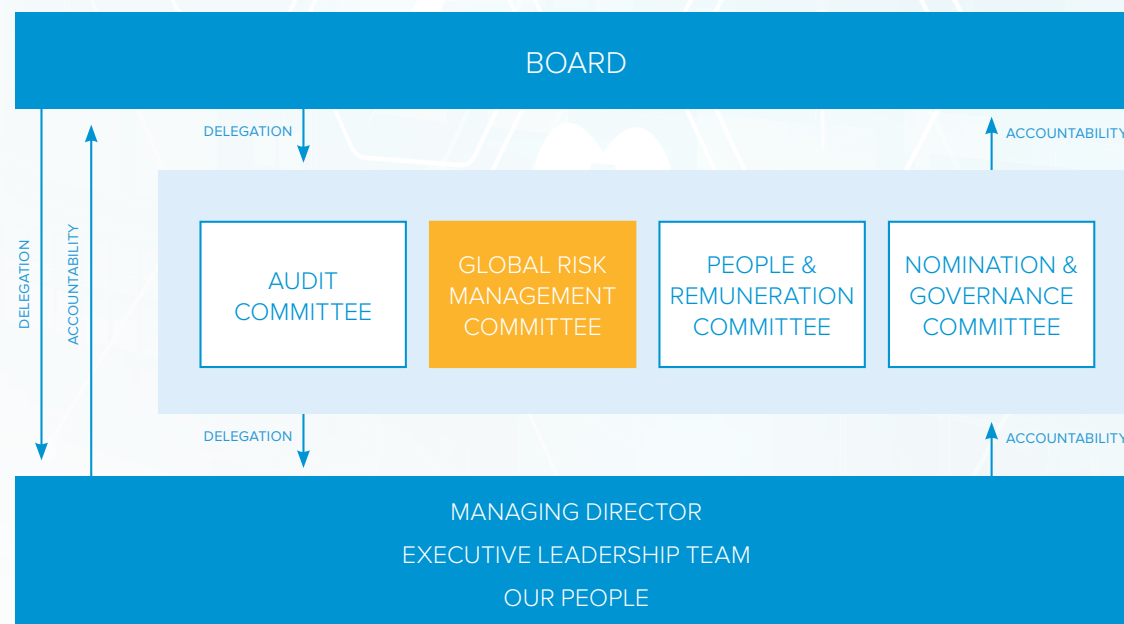 BOARD
DELEGATION
ACCOUNTABILITY
DELEGATION
ACCOUNTABILITY
AUDIT
COMMITTEE
GLOBAL RISK
MANAGEMENT
COMMITTEE
PEOPLE &
REMUNERATION
COMMITTEE
NOMINATION &
GOVERNANCE
COMMITTEE
DELEGATION
ACCOUNTABILITY
MANAGING DIRECTOR
EXECUTIVE LEADERSHIP TEAM
OUR PEOPLE